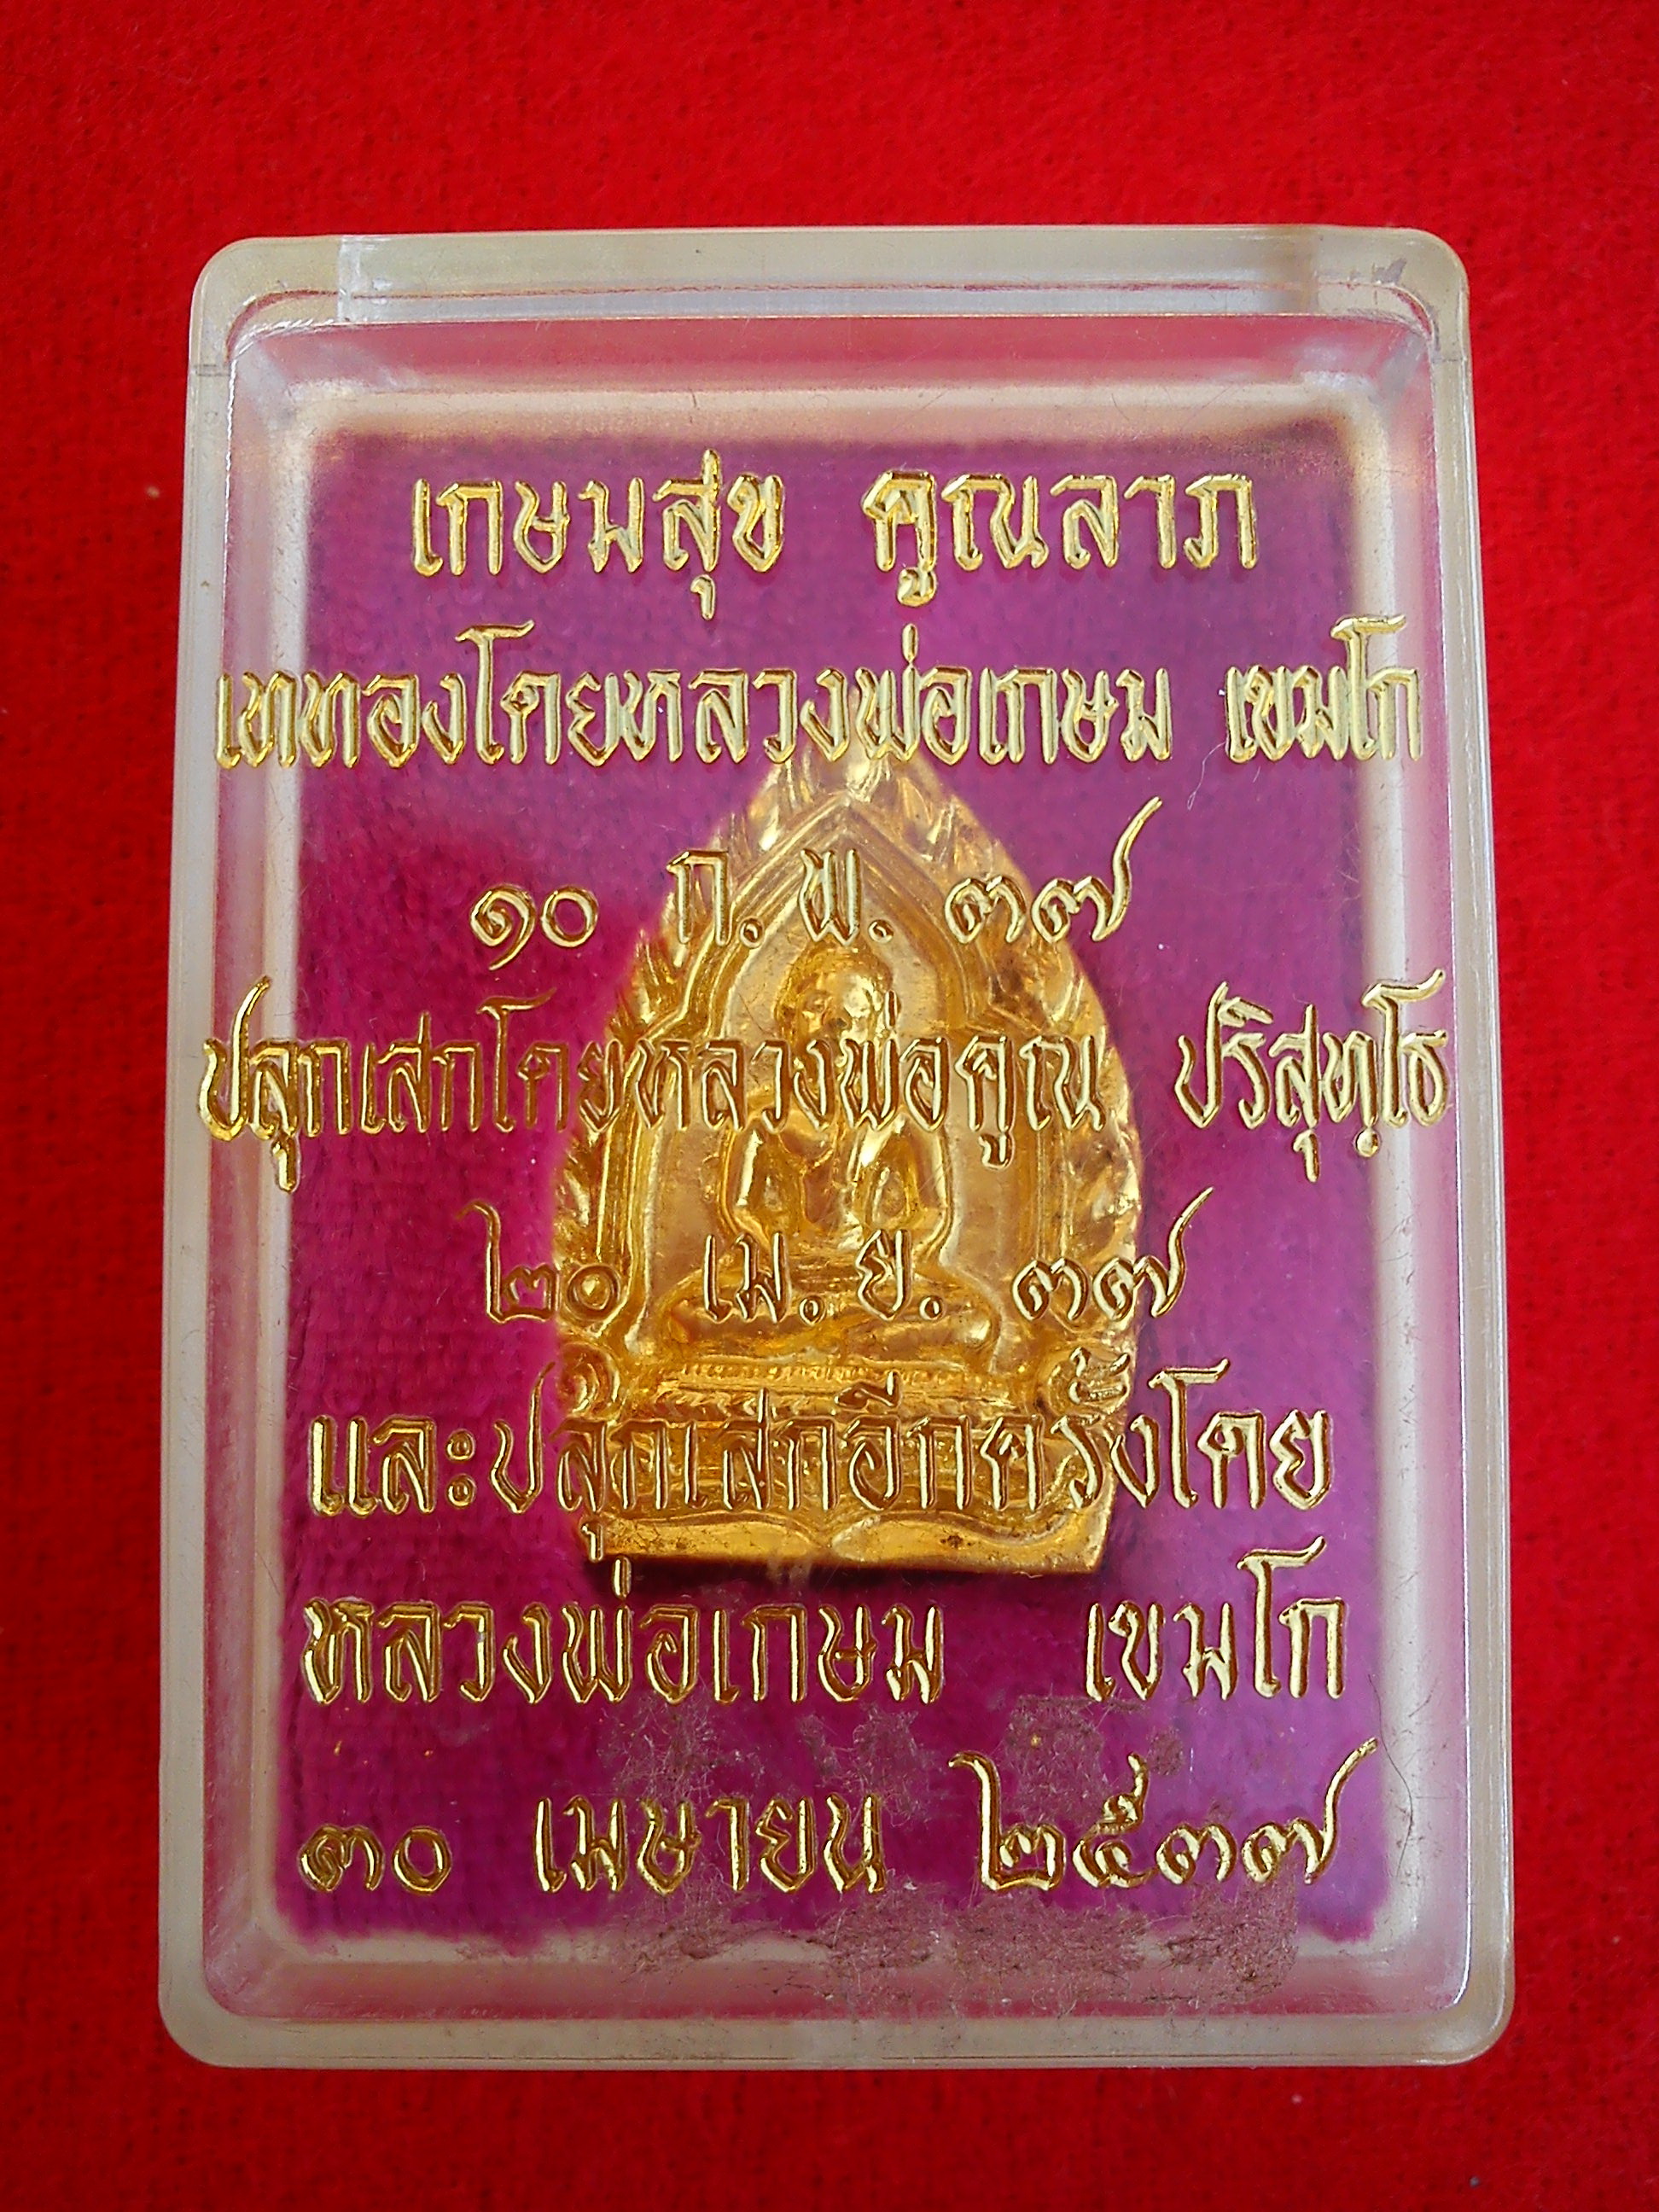 เกษมสุข คูณลาภ
เททองโดยหลวงพ่อเกษม เขมโก
๑๐ ก.พ. ๓๗
ปลุกเสกโดยหลวงพ่อคูณ ปริสุทฺโธ
๒๐ เม.ย. ๓๗
และปลุกเสกอีกครั้งโดย
หลวงพ่อเกษม เขมโก
๓๐ เมษายน ๒๕๓๗